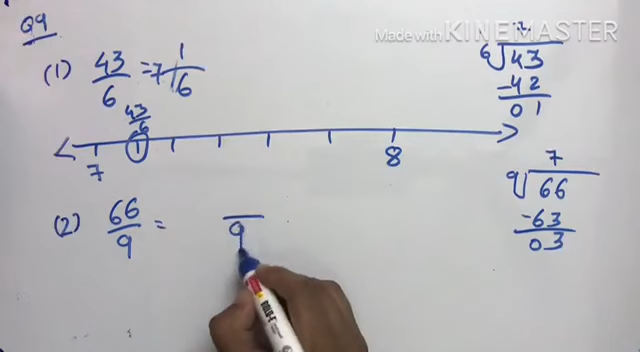 Made with KINEMASTER
Q9
(1) 43/6 = 7 1/6
7
6 43
-42
01
43/6
7 8
(2) 66/9 = /9
7
9 66
-63
03